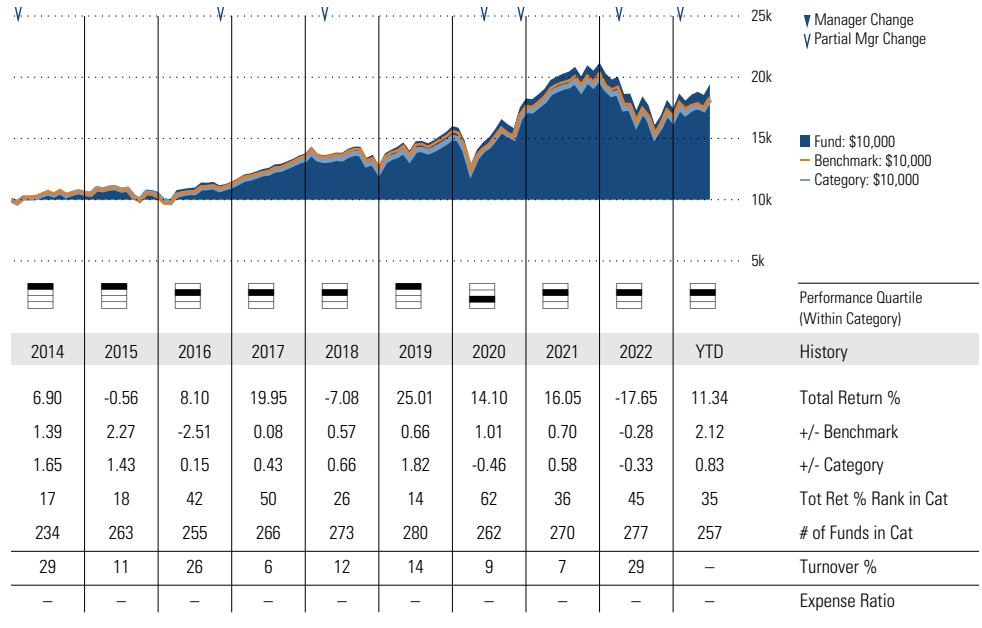 25k
Manager Change
Partial Mgr Change
20k
15k
Fund: $10,000
Benchmark: $10,000
Category: $10,000
10k
5k
Performance Quartile
(Within Category)
2014 2015 2016 2017 2018 2019 2020 2021 2022 YTD History
6.90 -0.56 8.10 19.95 -7.08 25.01 14.10 16.05 -17.65 11.34 Total Return %
1.39 2.27 -2.51 0.08 0.57 0.66 1.01 0.70 -0.28 2.12 +/- Benchmark
1.65 1.43 0.15 0.43 0.66 1.82 -0.46 0.58 -0.33 0.83 +/- Category
17 18 42 50 26 14 62 36 45 35 Tot Ret % Rank in Cat
234 263 255 266 273 280 262 270 277 257 # of Funds in Cat
29 11 26 6 12 14 9 7 29 – Turnover %
– – – – – – – – – – Expense Ratio